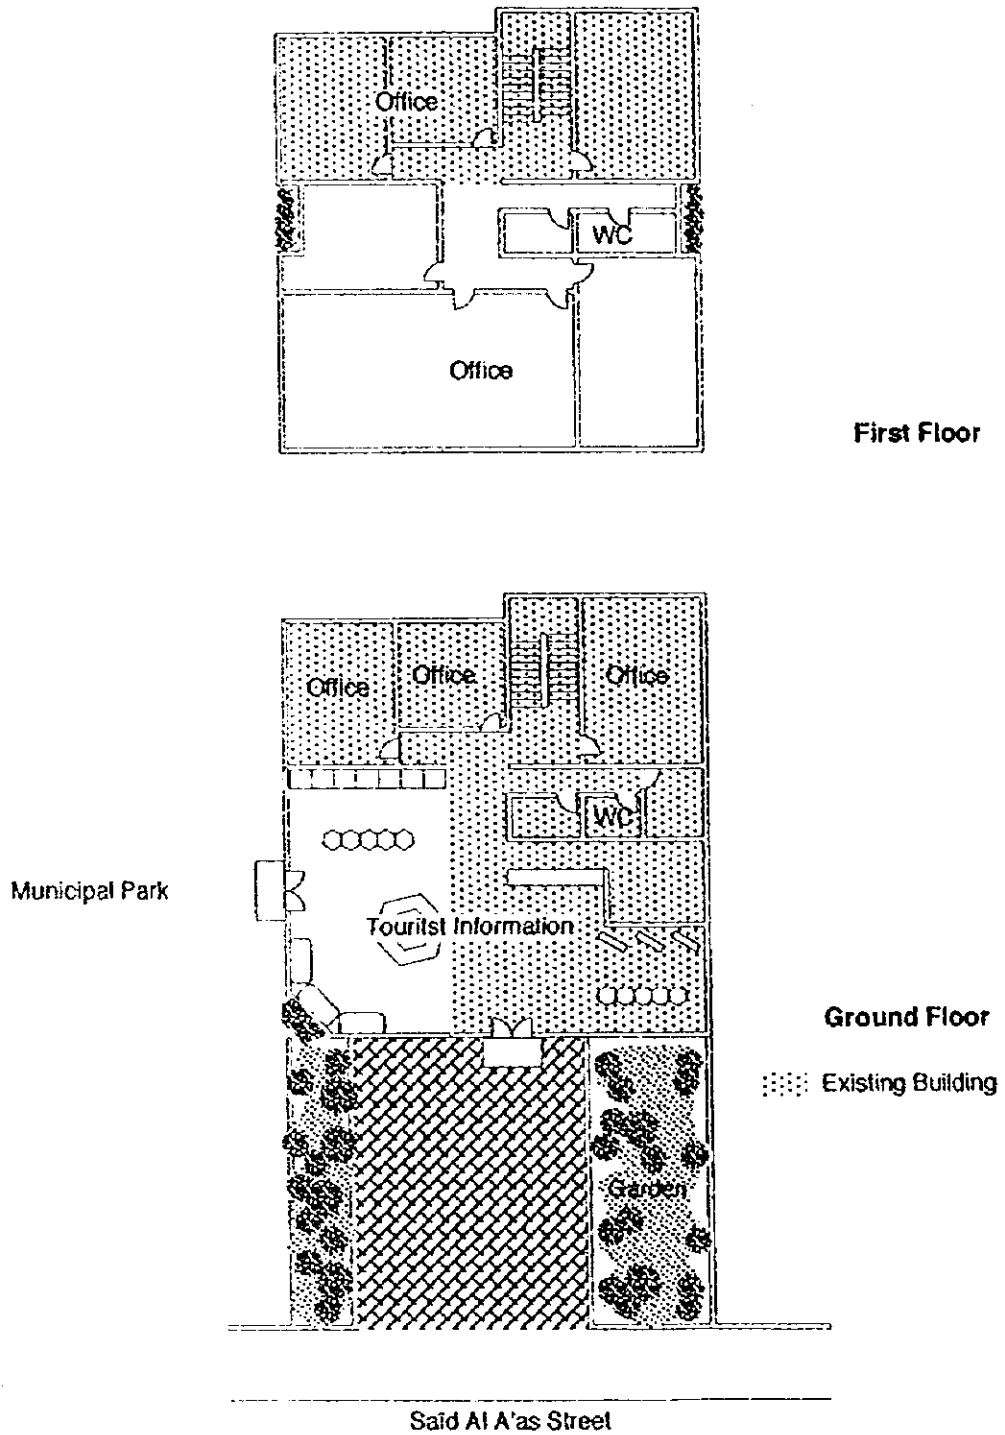 Office
WC
Office
First Floor
Office
Office
Office
WC
Municipal Park
Touritst Information
Ground Floor
Existing Building
Garden
Said Al A'as Street